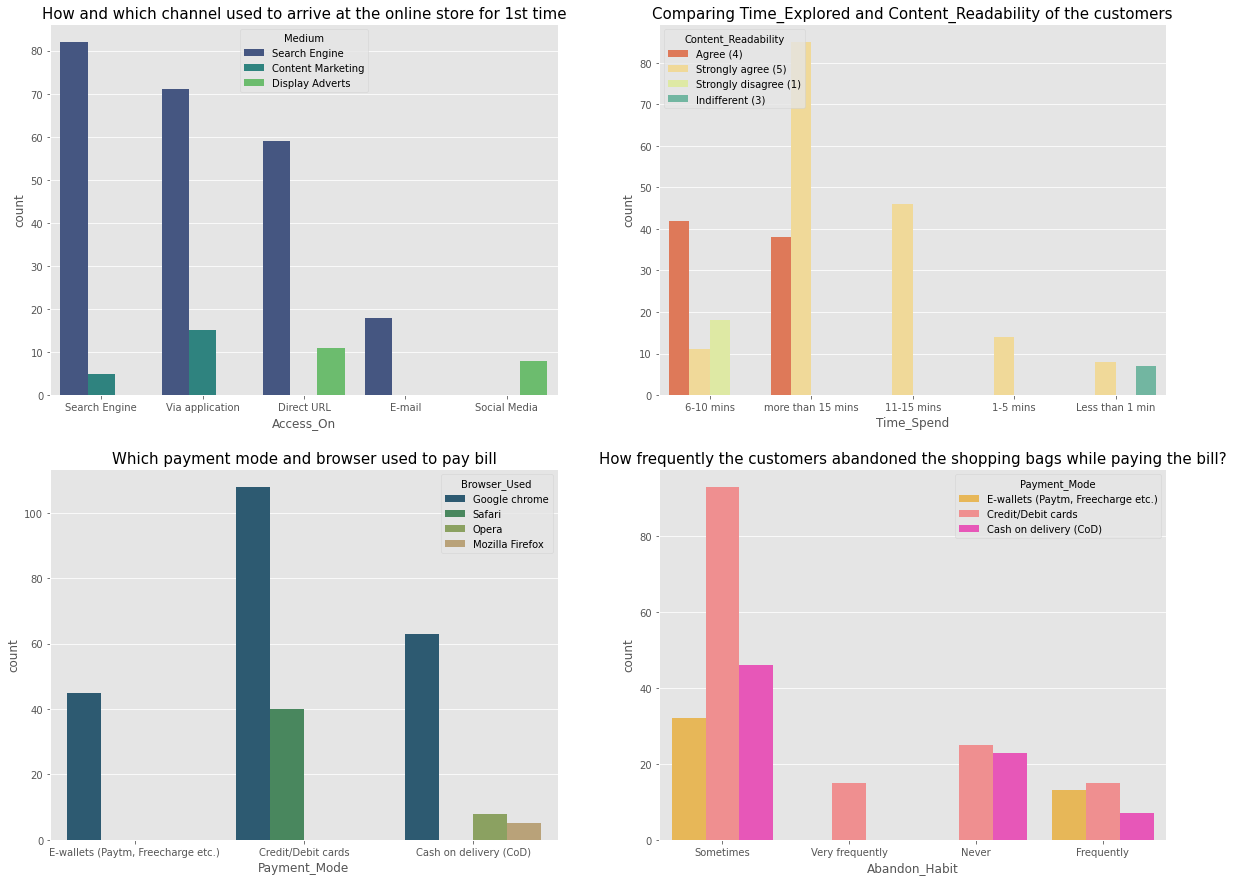 How and which channel used to arrive at the online store for 1st time
Medium
Search Engine
Content Marketing
Display Adverts
count
80
70
60
50
40
30
20
10
0
Search Engine
Via application
Direct URL
E-mail
Social Media
Access_On
Comparing Time_Explored and Content_Readability of the customers
Content_Readability
Agree (4)
Strongly agree (5)
Strongly disagree (1)
Indifferent (3)
count
80
70
60
50
40
30
20
10
0
6-10 mins
more than 15 mins
11-15 mins
1-5 mins
Less than 1 min
Time_Spend
Which payment mode and browser used to pay bill
Browser_Used
Google chrome
Safari
Opera
Mozilla Firefox
count
100
80
60
40
20
0
E-wallets (Paytm, Freecharge etc.)
Credit/Debit cards
Cash on delivery (CoD)
Payment_Mode
How frequently the customers abandoned the shopping bags while paying the bill?
Payment_Mode
E-wallets (Paytm, Freecharge etc.)
Credit/Debit cards
Cash on delivery (CoD)
count
80
60
40
20
0
Sometimes
Very frequently
Never
Frequently
Abandon_Habit